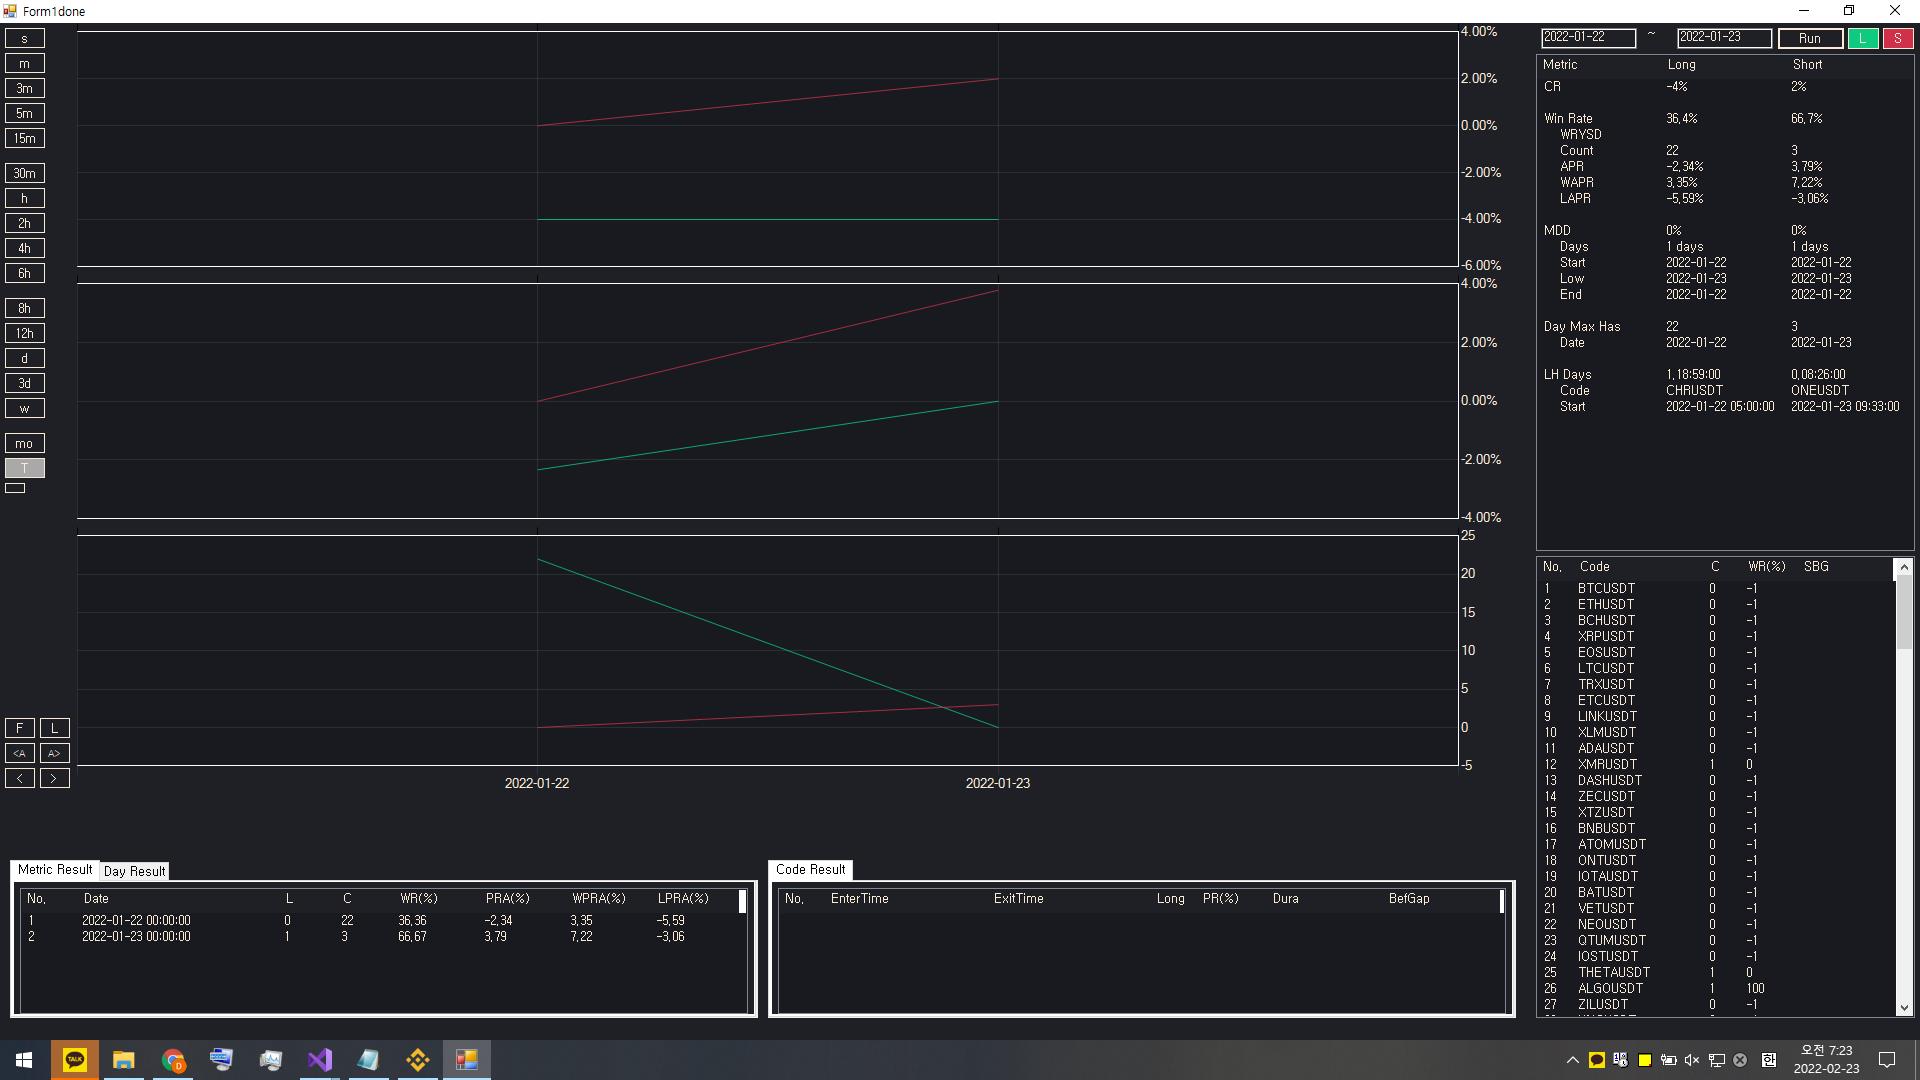 Form1done
s
m
3m
5m
15m
30m
h
2h
4h
6h
8h
12h
d
3d
w
mo
T
F L
<A A>
< >
4.00%
2.00%
0.00%
-2.00%
-4.00%
-6.00%
4.00%
2.00%
0.00%
-2.00%
-4.00%
25
20
15
10
5
0
-5
2022-01-22 2022-01-23
2022-01-22 ~ 2022-01-23 Run L S
Metric Long Short
CR -4% 2%
Win Rate 36,4% 66,7%
WRYSD
Count 22 3
APR -2,34% 3,79%
WAPR 3,35% 7,22%
LAPR -5,59% -3,06%
MDD 0% 0%
Days 1 days 1 days
Start 2022-01-22 2022-01-22
Low 2022-01-23 2022-01-23
End 2022-01-22 2022-01-22
Day Max Has 22 3
Date 2022-01-22 2022-01-23
LH Days 1,18:59:00 0,08:26:00
Code CHRUSDT ONEUSDT
Start 2022-01-22 05:00:00 2022-01-23 09:33:00
No, Code C WR(%) SBG
1 BTCUSDT 0 -1
2 ETHUSDT 0 -1
3 BCHUSDT 0 -1
4 XRPUSDT 0 -1
5 EOSUSDT 0 -1
6 LTCUSDT 0 -1
7 TRXUSDT 0 -1
8 ETCUSDT 0 -1
9 LINKUSDT 0 -1
10 XLMUSDT 0 -1
11 ADAUSDT 0 -1
12 XMRUSDT 1 0
13 DASHUSDT 0 -1
14 ZECUSDT 0 -1
15 XTZUSDT 0 -1
16 BNBUSDT 0 -1
17 ATOMUSDT 0 -1
18 ONTUSDT 0 -1
19 IOTAUSDT 0 -1
20 BATUSDT 0 -1
21 VETUSDT 0 -1
22 NEOUSDT 0 -1
23 QTUMUSDT 0 -1
24 IOSTUSDT 0 -1
25 THETAUSDT 1 0
26 ALGOUSDT 1 100
27 ZILUSDT 0 -1
Metric Result Day Result
No, Date L C WR(%) PRA(%) WPRA(%) LPRA(%)
1 2022-01-22 00:00:00 0 22 36,36 -2,34 3,35 -5,59
2 2022-01-23 00:00:00 1 3 66,67 3,79 7,22 -3,06
Code Result
No, EnterTime ExitTime Long PR(%) Dura BefGap
TALK
오전 7:23
2022-02-23